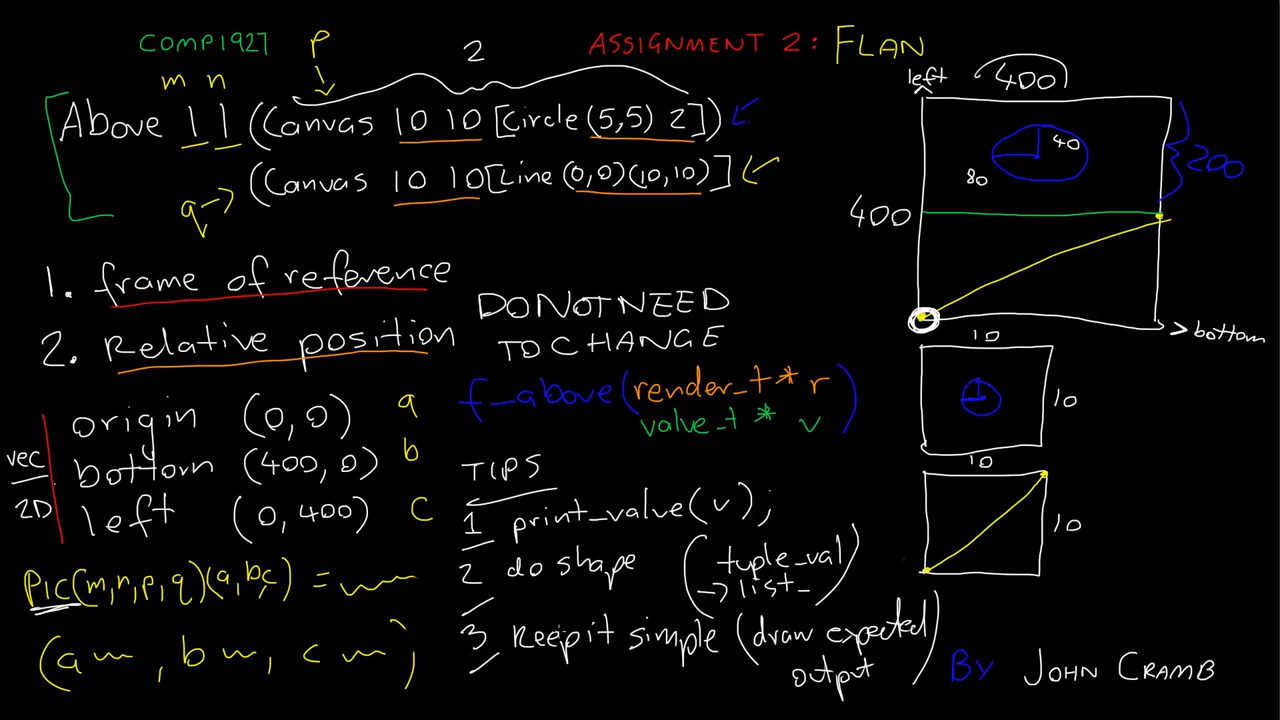 COMP1927
ASSIGNMENT 2: FLAN
p
2
m n
Above 1 1 (Canvas 10 10 [Circle (5,5) 2])
q-> (Canvas 10 10 [Line (0,0)(10,10)]
1. frame of reference
2. Relative position
vec
2D
origin (0,0) a
bottom (400,0) b
left (0,400) c
Pic(m,n,p,q)(a,b,c) =
(a , b , c )
DO NOT NEED
TO CHANGE
f_above(render_t * r
value_t * v)
TIPS
1 print_value(v);
2 do shape (tuple_val
-> list_)
3 Keep it simple (draw expected
output)
left
400
40
80
200
400
> bottom
10
10
10
10
BY JOHN CRAMB